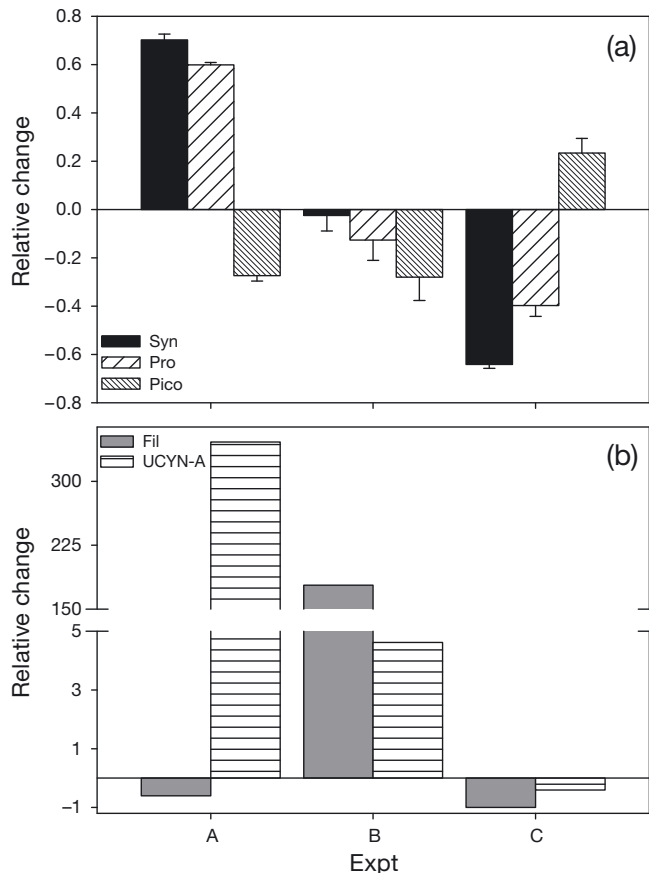 0.8
0.6
0.4
0.2
0.0
−0.2
−0.4
−0.6
−0.8
Relative change
(a)
Syn
Pro
Pico
Fil
UCYN-A
(b)
300
225
150
5
3
1
−1
Relative change
A B C
Expt